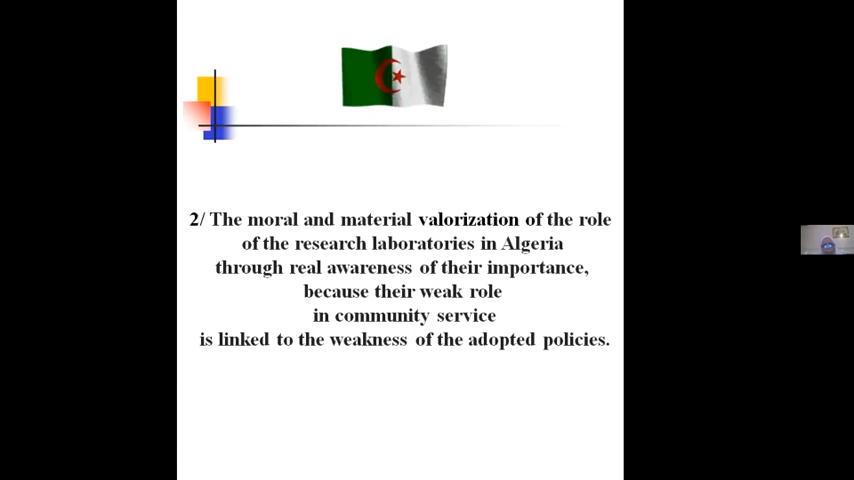 2/ The moral and material valorization of the role
of the research laboratories in Algeria
through real awareness of their importance,
because their weak role
in community service
is linked to the weakness of the adopted policies.